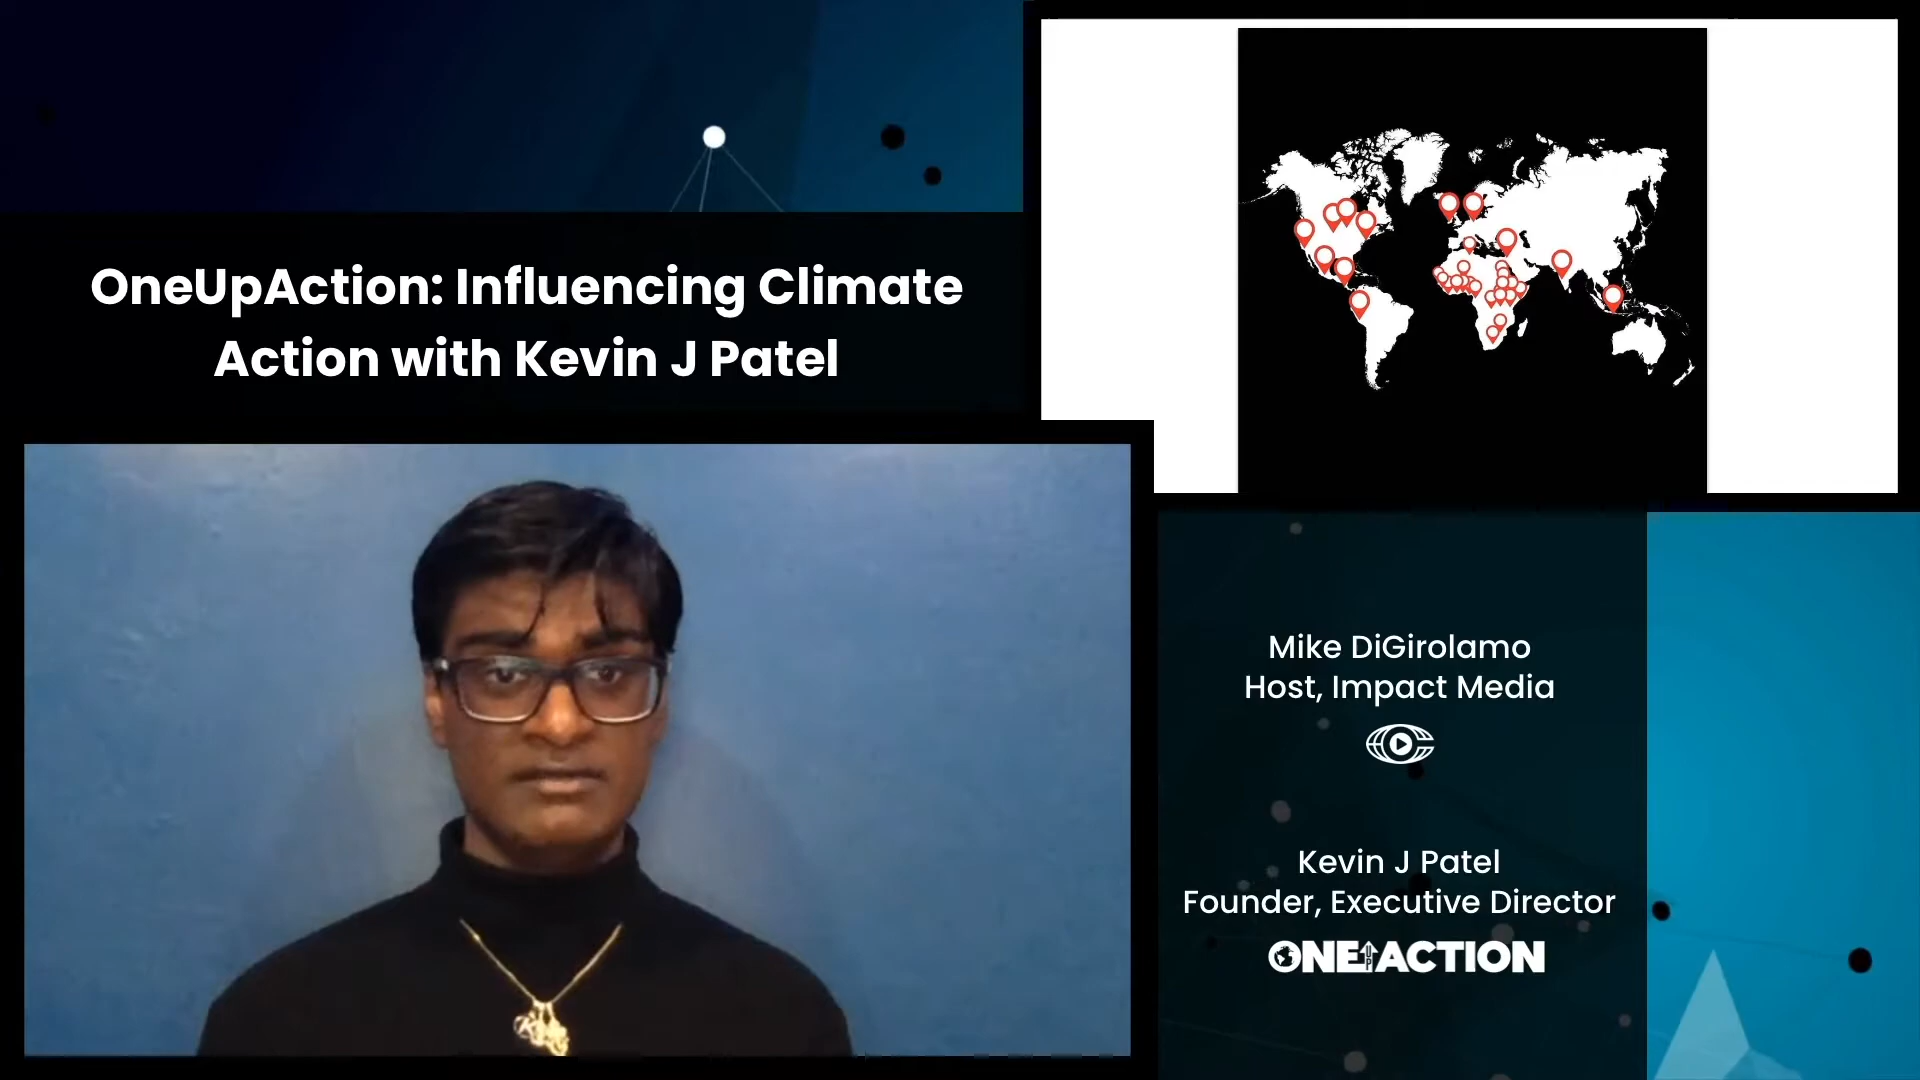 OneUpAction: Influencing Climate
Action with Kevin J Patel
Mike DiGirolamo
Host, Impact Media
Kevin J Patel
Founder, Executive Director
ONE UP ACTION